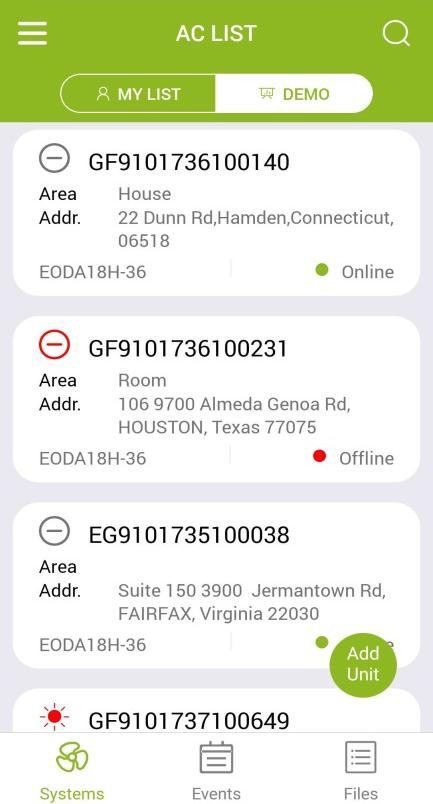 AC LIST
MY LIST
DEMO
GF9101736100140
Area House
Addr. 22 Dunn Rd,Hamden,Connecticut,
06518
EODA18H-36 Online
GF9101736100231
Area Room
Addr. 106 9700 Almeda Genoa Rd,
HOUSTON, Texas 77075
EODA18H-36 Offline
EG9101735100038
Area
Addr. Suite 150 3900 Jermantown Rd,
FAIRFAX, Virginia 22030
EODA18H-36
Add
Unit
GF9101737100649
Systems Events Files